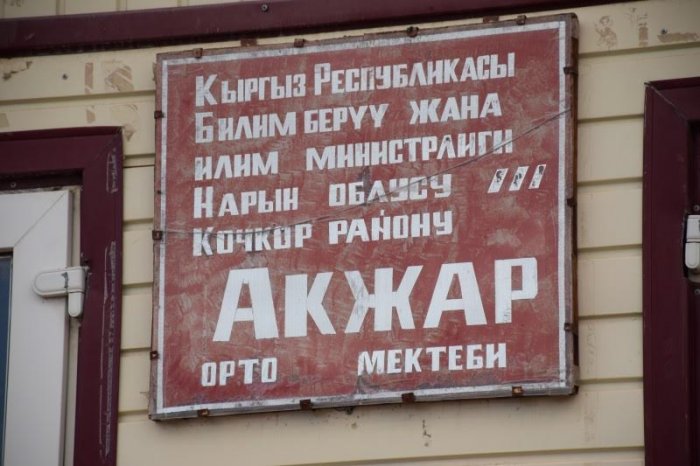 Кыргыз Республикасы
Билим берүү жана
илим министрлиги
Нарын облусу
Кочкор району
Акжар
орто мектеби